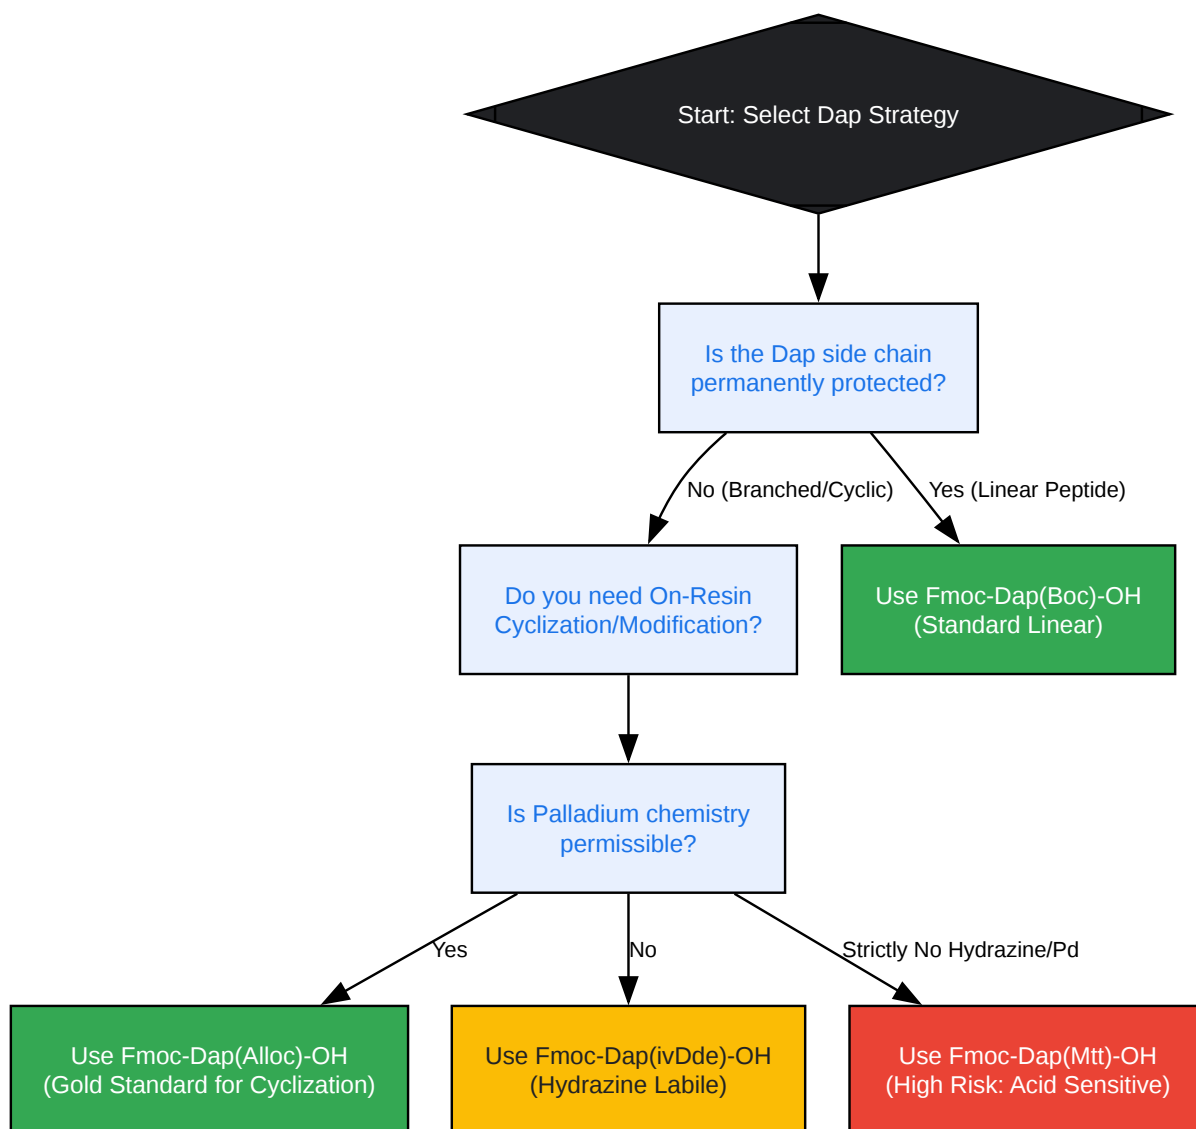 Start: Select Dap Strategy
Is the Dap side chain
permanently protected?
No (Branched/Cyclic)
Yes (Linear Peptide)
Do you need On-Resin
Cyclization/Modification?
Use Fmoc-Dap(Boc)-OH
(Standard Linear)
Is Palladium chemistry
permissible?
Yes
No
Strictly No Hydrazine/Pd
Use Fmoc-Dap(Alloc)-OH
(Gold Standard for Cyclization)
Use Fmoc-Dap(ivDde)-OH
(Hydrazine Labile)
Use Fmoc-Dap(Mtt)-OH
(High Risk: Acid Sensitive)